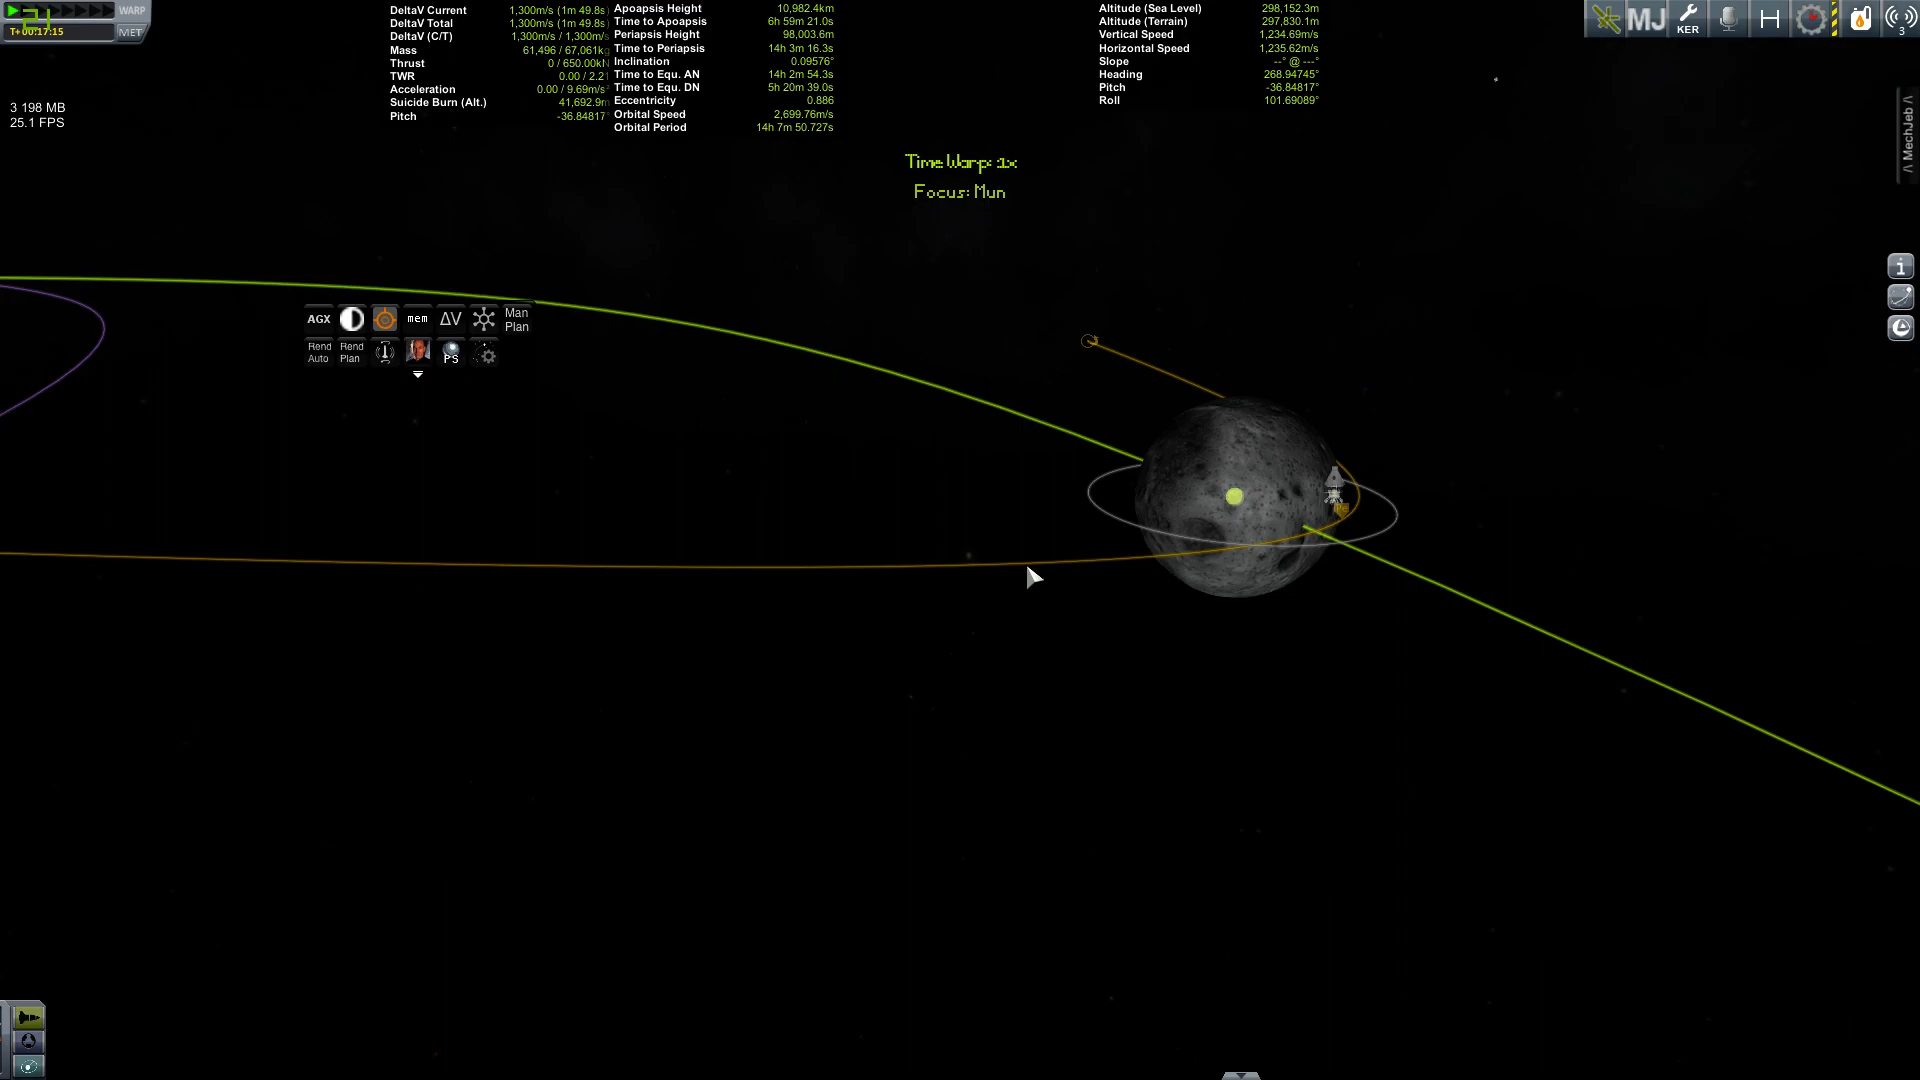 21
WARP
T+00:17:15
MET
3 198 MB
25.1 FPS
DeltaV Current 1,300m/s (1m 49.8s)
DeltaV Total 1,300m/s (1m 49.8s)
DeltaV (C/T) 1,300m/s / 1,300m/s
Mass 61,496 / 67,061kg
Thrust 0 / 650.00kN
TWR 0.00 / 2.21
Acceleration 0.00 / 9.69m/s²
Suicide Burn (Alt.) 41,692.9m
Pitch -36.84817°
Apoapsis Height 10,982.4km
Time to Apoapsis 6h 59m 21.0s
Periapsis Height 98,003.6m
Time to Periapsis 14h 3m 16.3s
Inclination 0.09576°
Time to Equ. AN 14h 2m 54.3s
Time to Equ. DN 5h 20m 39.0s
Eccentricity 0.886
Orbital Speed 2,699.76m/s
Orbital Period 14h 7m 50.727s
Altitude (Sea Level) 298,152.3m
Altitude (Terrain) 297,830.1m
Vertical Speed 1,234.69m/s
Horizontal Speed 1,235.62m/s
Slope --° @ ---°
Heading 268.94745°
Pitch -36.84817°
Roll 101.69089°
MJ
KER
H
3
\/ MechJeb \/
Time Warp: 1x
Focus: Mun
AGX mem ΔV Man Plan
Rend Auto Rend Plan PS
Pe